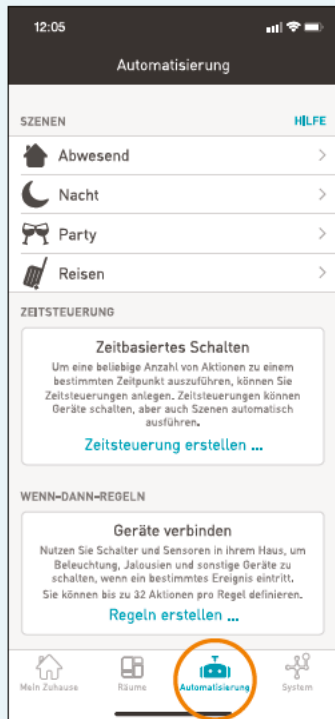 12:05
Automatisierung
SZENEN HILFE
Abwesend
Nacht
Party
Reisen
ZEITSTEUERUNG
Zeitbasiertes Schalten
Um eine beliebige Anzahl von Aktionen zu einem
bestimmten Zeitpunkt auszuführen, können Sie
Zeitsteuerungen anlegen. Zeitsteuerungen können
Geräte schalten, aber auch Szenen automatisch
ausführen.
Zeitsteuerung erstellen ...
WENN-DANN-REGELN
Geräte verbinden
Nutzen Sie Schalter und Sensoren in ihrem Haus, um
Beleuchtung, Jalousien und sonstige Geräte zu
schalten, wenn ein bestimmtes Ereignis eintritt.
Sie können bis zu 32 Aktionen pro Regel definieren.
Regeln erstellen ...
Mein Zuhause Räume Automatisierung System